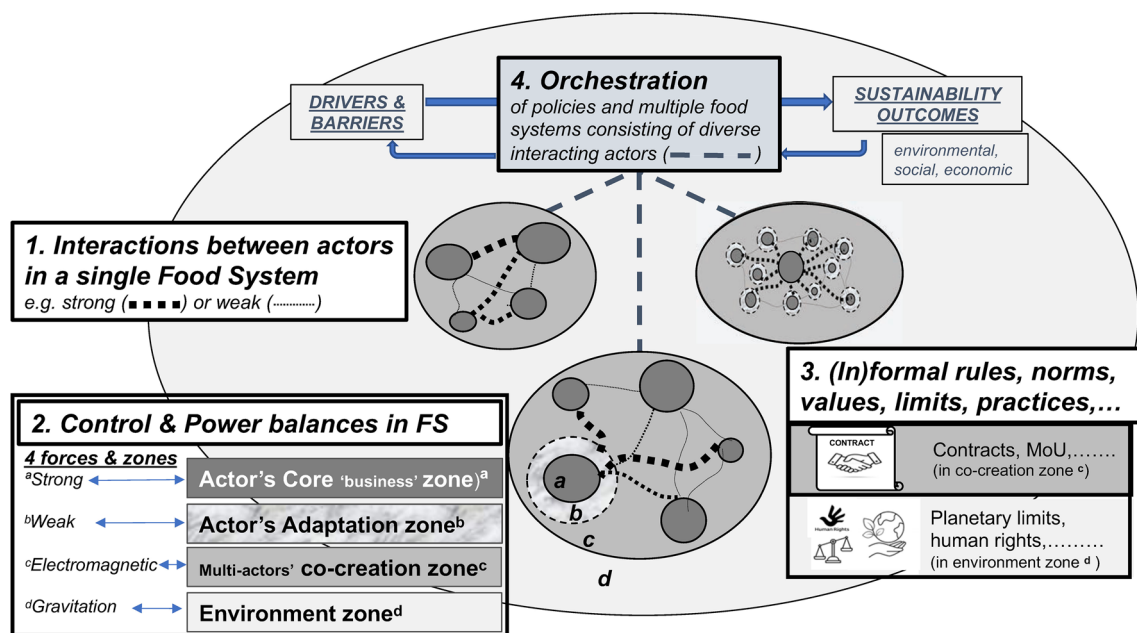 4. Orchestration
of policies and multiple food
systems consisting of diverse
interacting actors ( )
DRIVERS &
BARRIERS
SUSTAINABILITY
OUTCOMES
environmental,
social, economic
1. Interactions between actors
in a single Food System
e.g. strong ( ) or weak ( )
2. Control & Power balances in FS
4 forces & zones
aStrong
Actor's Core 'business' zone)a
bWeak
Actor's Adaptation zoneb
cElectromagnetic
Multi-actors' co-creation zonec
dGravitation
Environment zoned
a
b
c
d
3. (In)formal rules, norms,
values, limits, practices,…
CONTRACT
Contracts, MoU,…….
(in co-creation zone c)
Human Rights
Planetary limits,
human rights,………
(in environment zone d )